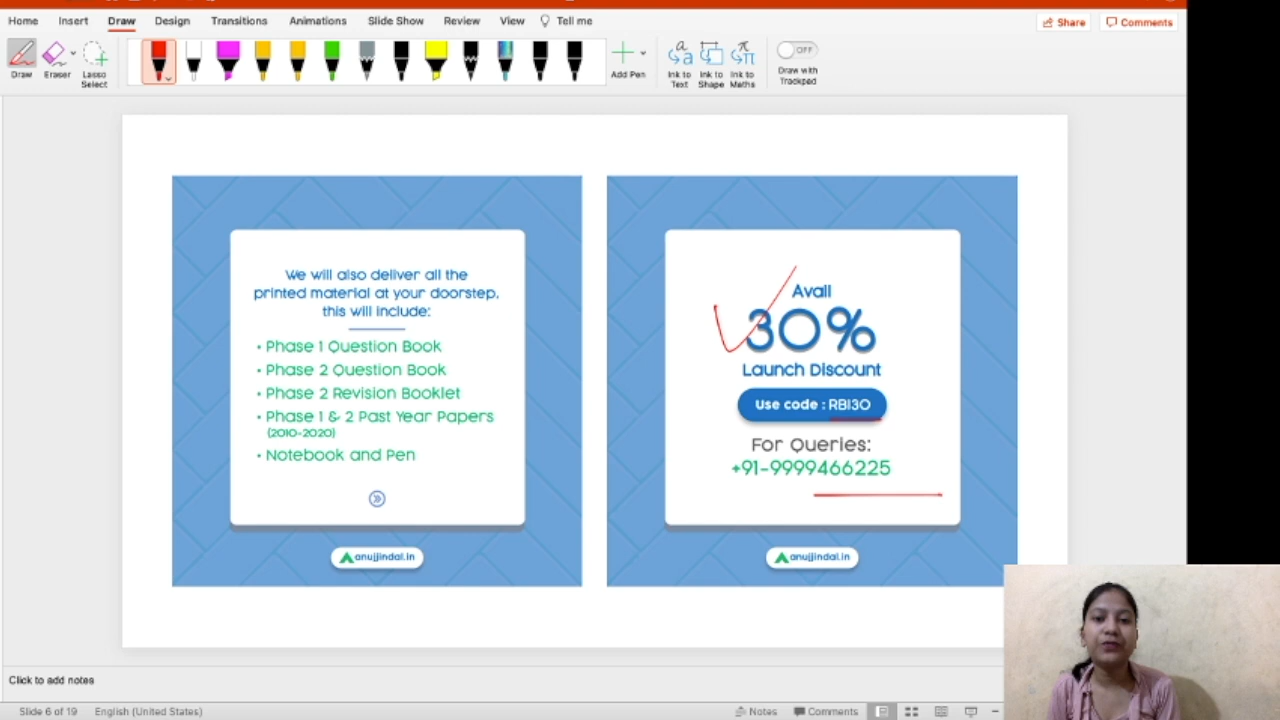 Home Insert Draw Design Transitions Animations Slide Show Review View Tell me
Share Comments
Draw Eraser Lasso Select
Add Pen
Ink to Text Ink to Shape Ink to Maths
OFF
Draw with Trackpad
We will also deliver all the
printed material at your doorstep,
this will include:
• Phase 1 Question Book
• Phase 2 Question Book
• Phase 2 Revision Booklet
• Phase 1 & 2 Past Year Papers
(2010-2020)
• Notebook and Pen
anujjindal.in
Avail
30%
Launch Discount
Use code : RBI30
For Queries:
+91-9999466225
anujjindal.in
Click to add notes
Slide 6 of 19 English (United States)
Notes Comments